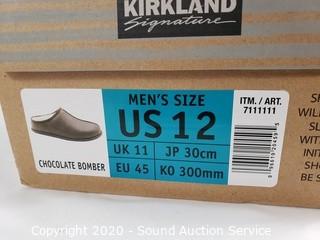 KIRKLAND
Signature
MEN'S SIZE
US 12
UK 11
JP 30cm
EU 45
KO 300mm
CHOCOLATE BOMBER
ITM. / ART.
7111111
Copyright © 2020 - Sound Auction Service